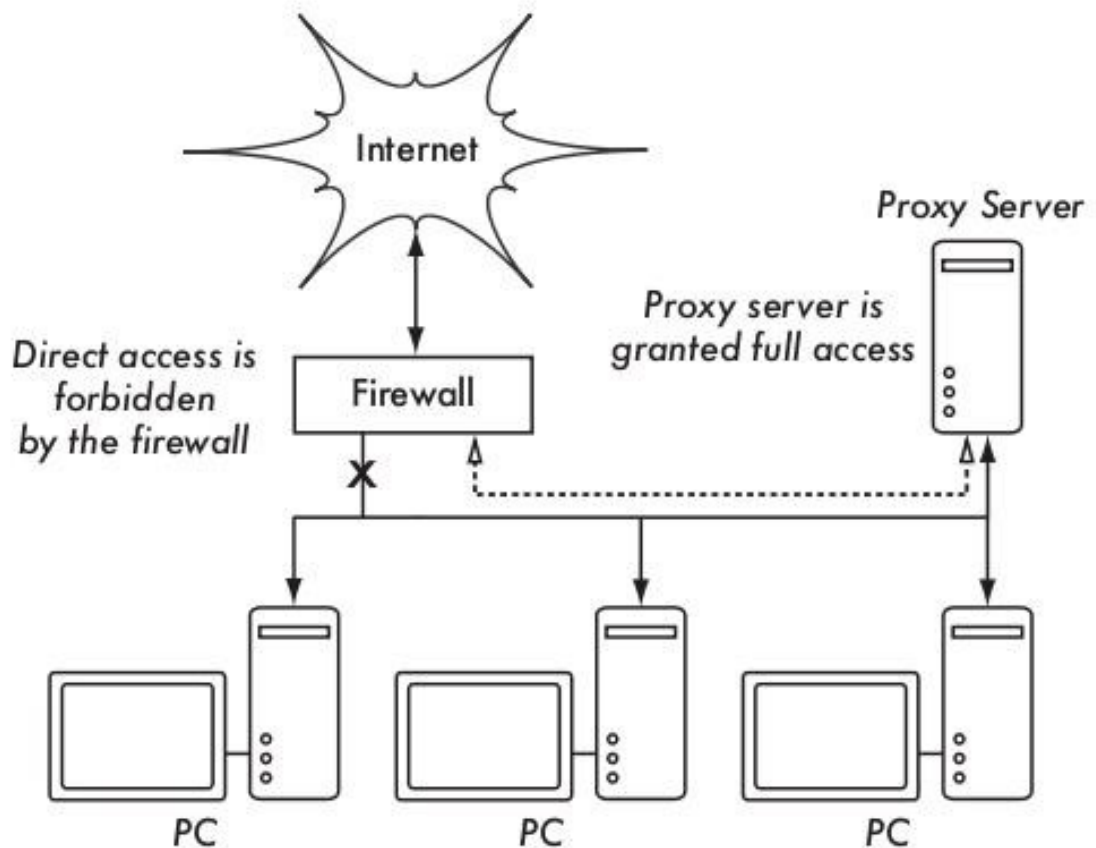 Internet
Proxy Server
Proxy server is
granted full access
Direct access is
forbidden
by the firewall
Firewall
X
PC
PC
PC